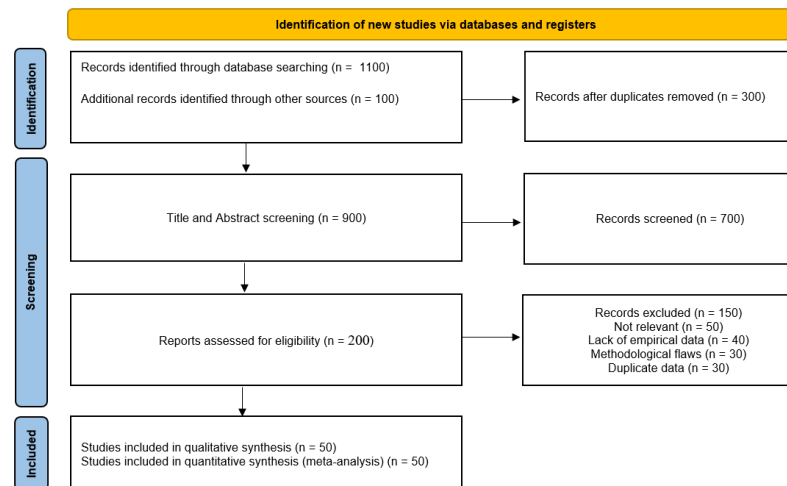 Identification of new studies via databases and registers
Identification
Records identified through database searching (n = 1100)
Additional records identified through other sources (n = 100)
Records after duplicates removed (n = 300)
Screening
Title and Abstract screening (n = 900)
Records screened (n = 700)
Reports assessed for eligibility (n = 200)
Records excluded (n = 150)
Not relevant (n = 50)
Lack of empirical data (n = 40)
Methodological flaws (n = 30)
Duplicate data (n = 30)
Included
Studies included in qualitative synthesis (n = 50)
Studies included in quantitative synthesis (meta-analysis) (n = 50)